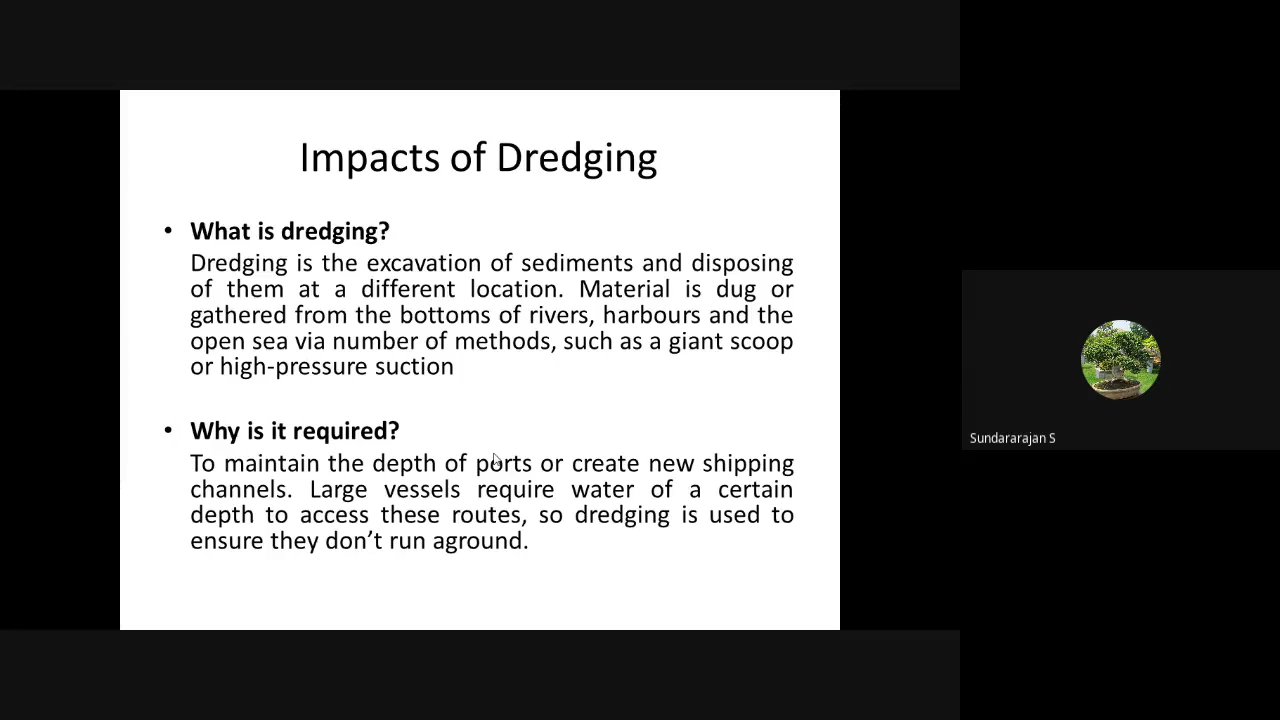 Impacts of Dredging
• What is dredging?
Dredging is the excavation of sediments and disposing
of them at a different location. Material is dug or
gathered from the bottoms of rivers, harbours and the
open sea via number of methods, such as a giant scoop
or high-pressure suction
• Why is it required?
To maintain the depth of ports or create new shipping
channels. Large vessels require water of a certain
depth to access these routes, so dredging is used to
ensure they don’t run aground.
Sundararajan S